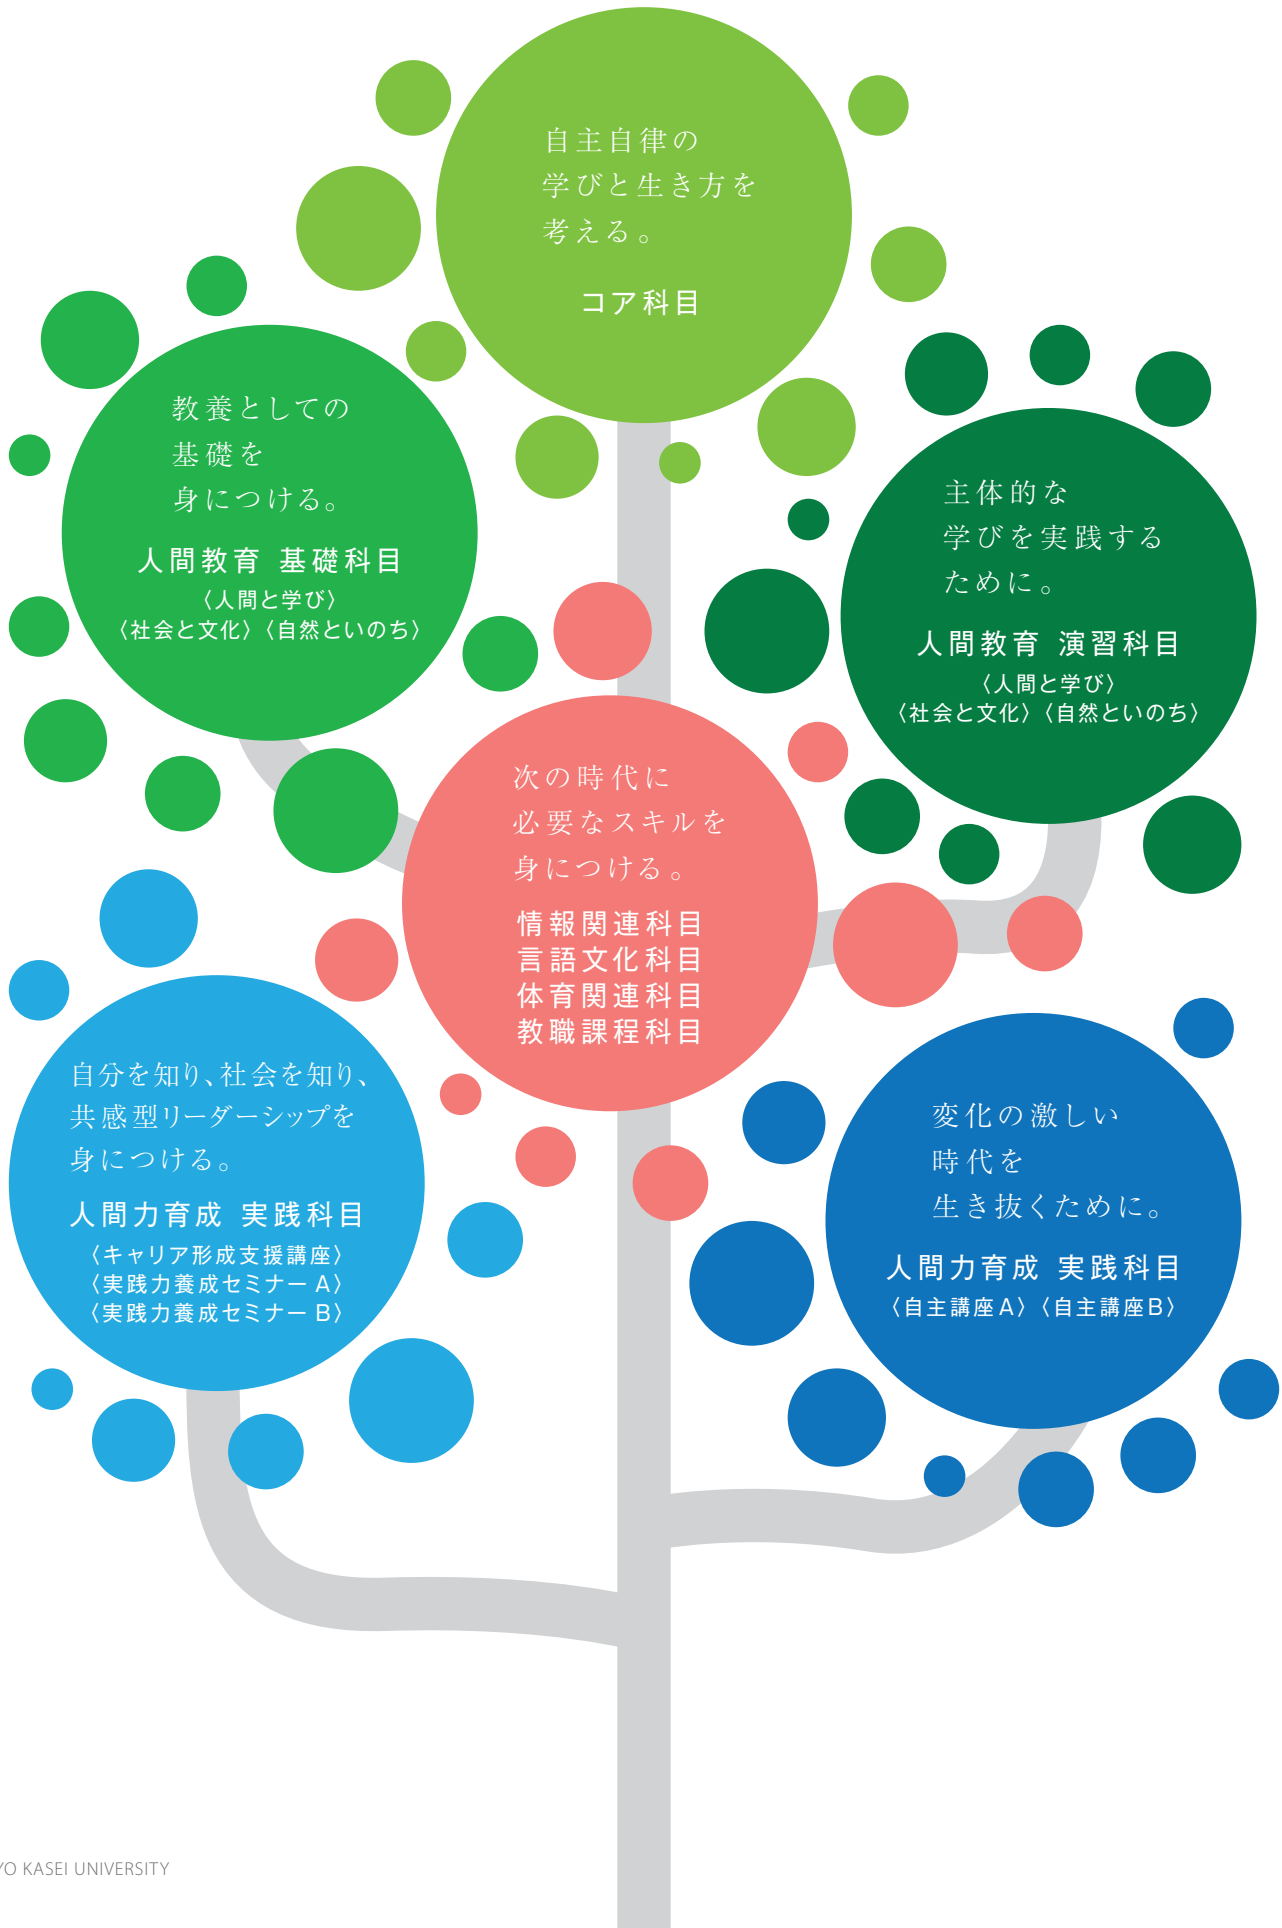 自主自律の
学びと生き方を
考える。
コア科目
教養としての
基礎を
身につける。
人間教育 基礎科目
〈人間と学び〉
〈社会と文化〉〈自然といのち〉
主体的な
学びを実践する
ために。
人間教育 演習科目
〈人間と学び〉
〈社会と文化〉〈自然といのち〉
次の時代に
必要なスキルを
身につける。
情報関連科目
言語文化科目
体育関連科目
教職課程科目
自分を知り、社会を知り、
共感型リーダーシップを
身につける。
人間力育成 実践科目
〈キャリア形成支援講座〉
〈実践力養成セミナー A〉
〈実践力養成セミナー B〉
変化の激しい
時代を
生き抜くために。
人間力育成 実践科目
〈自主講座A〉〈自主講座B〉
YO KASEI UNIVERSITY